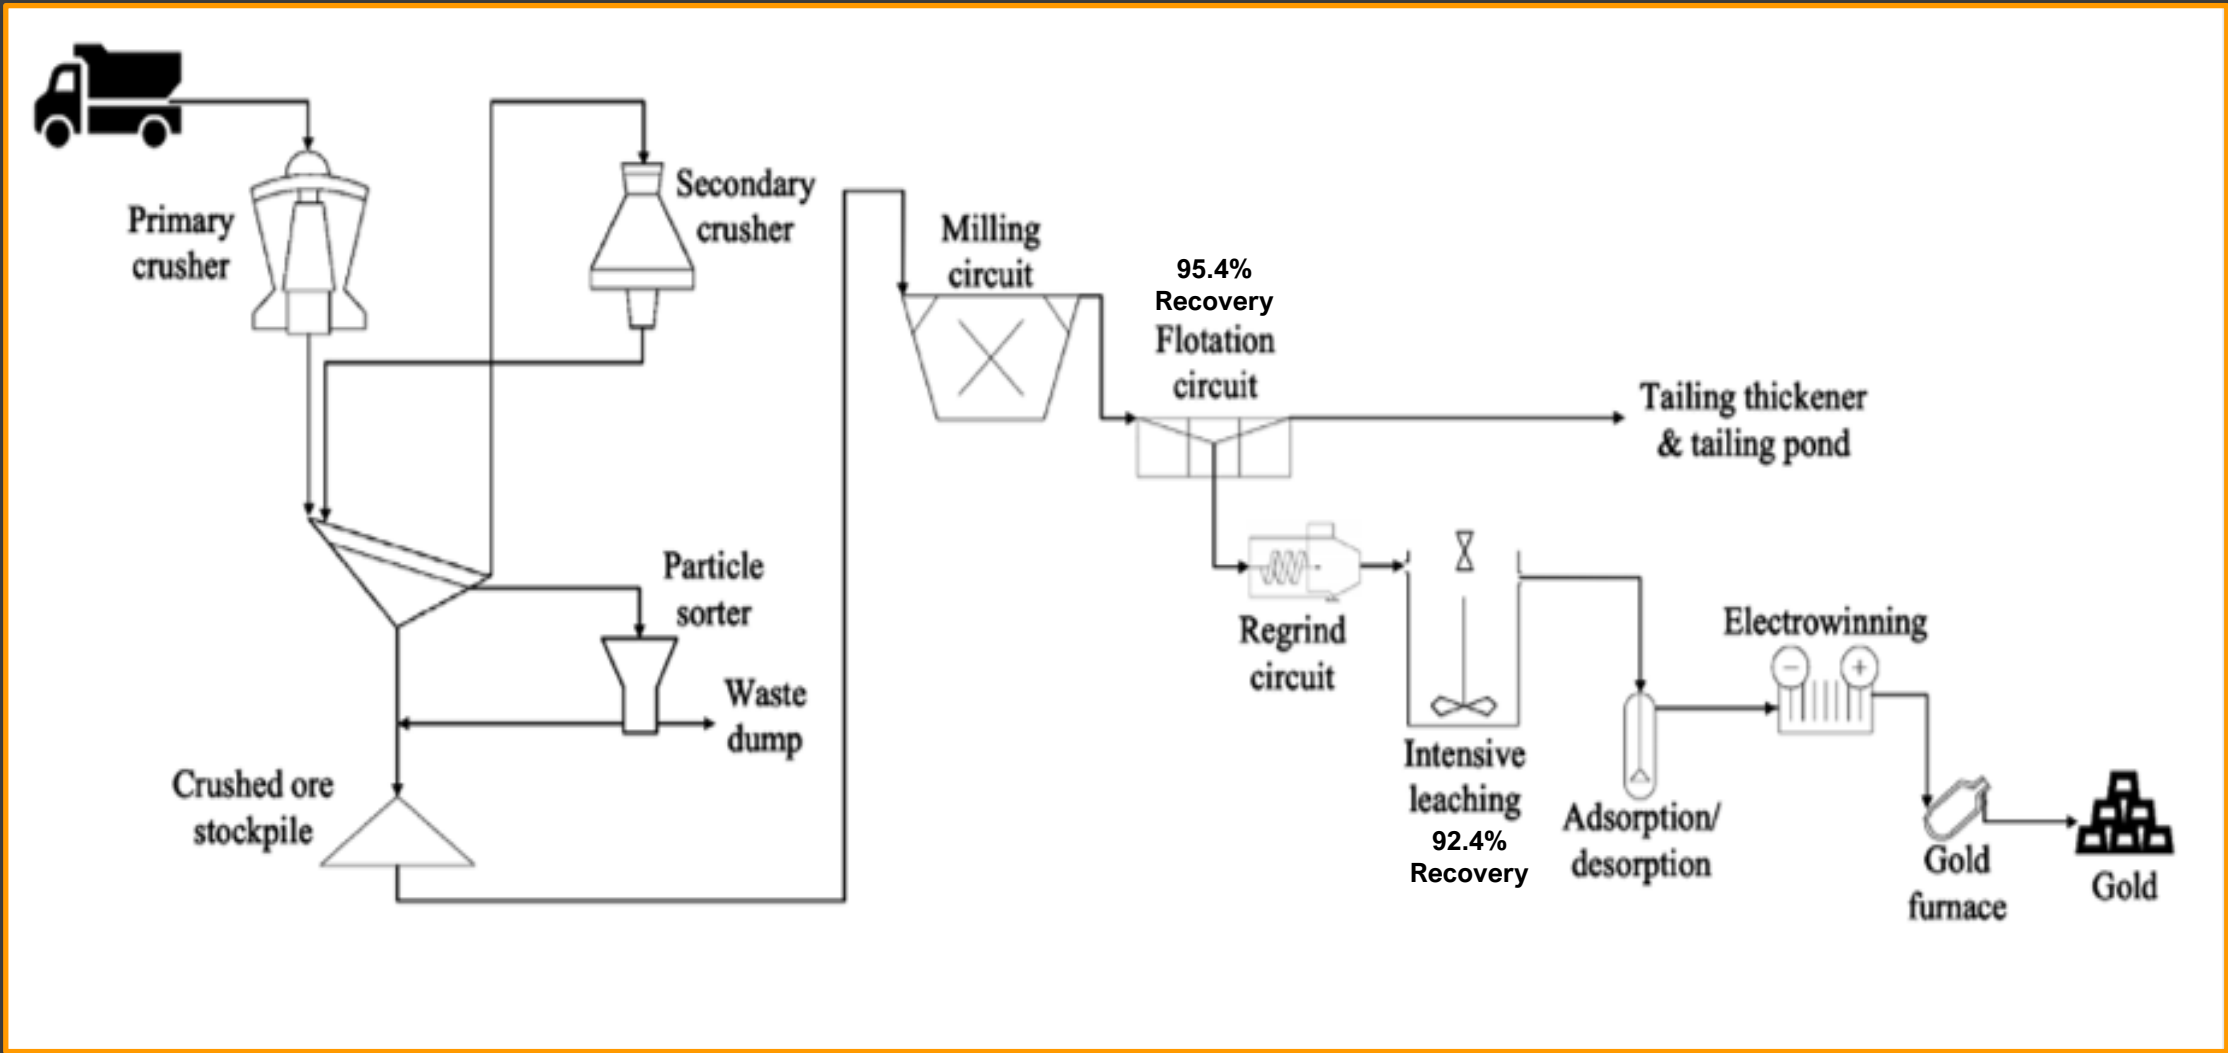 Primary
crusher
Secondary
crusher
Milling
circuit
95.4%
Recovery
Flotation
circuit
Tailing thickener
& tailing pond
Particle
sorter
Waste
dump
Crushed ore
stockpile
Regrind
circuit
Intensive
leaching
92.4%
Recovery
Adsorption/
desorption
Electrowinning
−
+
Gold
furnace
Gold